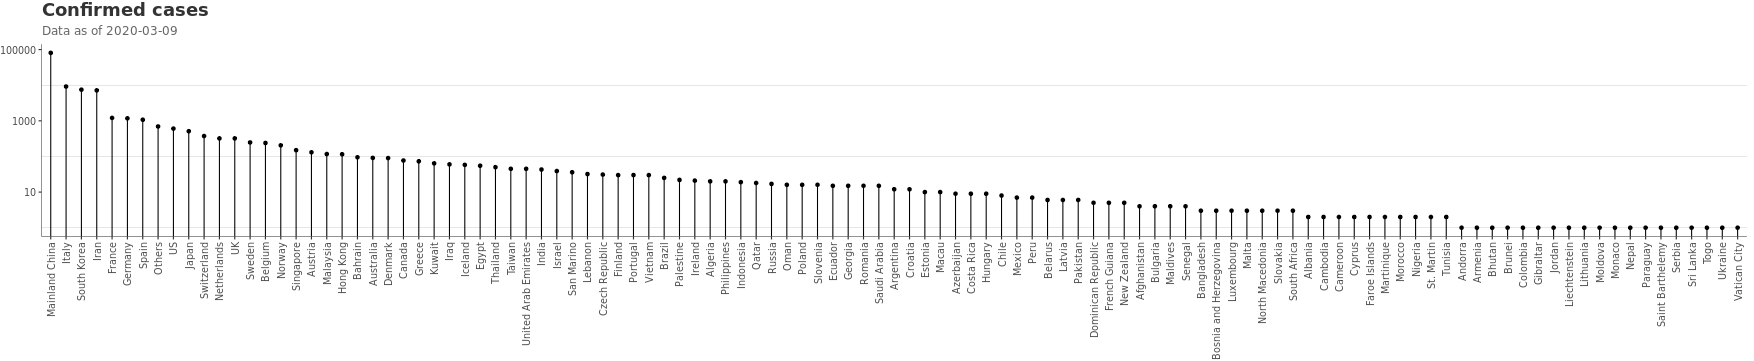 Confirmed cases
Data as of 2020-03-09
100000
1000
10
Mainland China
Italy
South Korea
Iran
France
Germany
Spain
Others
US
Japan
Switzerland
Netherlands
UK
Sweden
Belgium
Norway
Singapore
Austria
Malaysia
Hong Kong
Bahrain
Australia
Denmark
Canada
Greece
Kuwait
Iraq
Iceland
Egypt
Thailand
Taiwan
United Arab Emirates
India
Israel
San Marino
Lebanon
Czech Republic
Finland
Portugal
Vietnam
Brazil
Palestine
Ireland
Algeria
Philippines
Indonesia
Qatar
Russia
Oman
Poland
Slovenia
Ecuador
Georgia
Romania
Saudi Arabia
Argentina
Croatia
Estonia
Macau
Azerbaijan
Costa Rica
Hungary
Chile
Mexico
Peru
Belarus
Latvia
Pakistan
Dominican Republic
French Guiana
New Zealand
Afghanistan
Bulgaria
Maldives
Senegal
Bangladesh
Bosnia and Herzegovina
Luxembourg
Malta
North Macedonia
Slovakia
South Africa
Albania
Cambodia
Cameroon
Cyprus
Faroe Islands
Martinique
Morocco
Nigeria
St. Martin
Tunisia
Andorra
Armenia
Bhutan
Brunei
Colombia
Gibraltar
Jordan
Liechtenstein
Lithuania
Moldova
Monaco
Nepal
Paraguay
Saint Barthelemy
Serbia
Sri Lanka
Togo
Ukraine
Vatican City